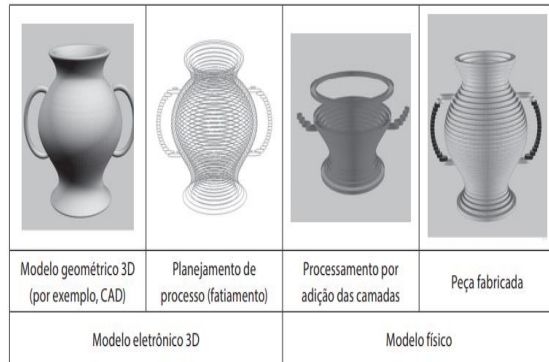 Modelo geométrico 3D
(por exemplo, CAD)
Planejamento de
processo (fatiamento)
Processamento por
adição das camadas
Peça fabricada
Modelo eletrônico 3D
Modelo físico